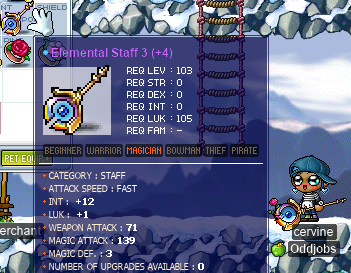 SHIELD
Elemental Staff 3 (+4)
REQ LEV : 103
REQ STR : 0
REQ DEX : 0
REQ INT : 0
REQ LUK : 105
REQ FAM : -
BEGINNER WARRIOR MAGICIAN BOWMAN THIEF PIRATE
PET EQUIP
• CATEGORY : STAFF
• ATTACK SPEED : FAST
• INT : +12
• LUK : +1
• WEAPON ATTACK : 71
• MAGIC ATTACK : 139
• MAGIC DEF. : 3
• NUMBER OF UPGRADES AVAILABLE : 0
erchant
cervine
Oddjobs